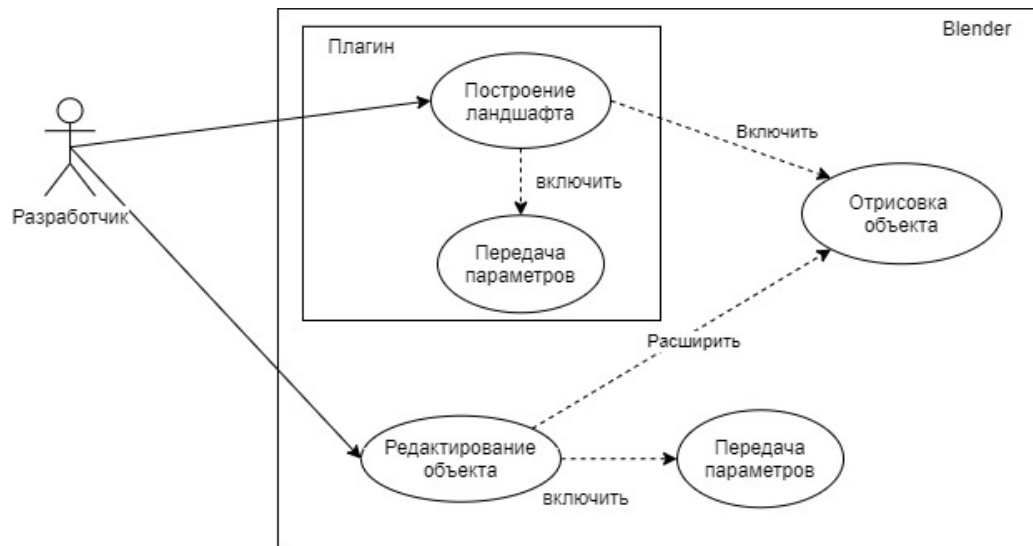 Blender
Плагин
Построение
ландшафта
Включить
включить
Разработчик
Отрисовка
объекта
Передача
параметров
Расширить
Редактирование
объекта
Передача
параметров
включить